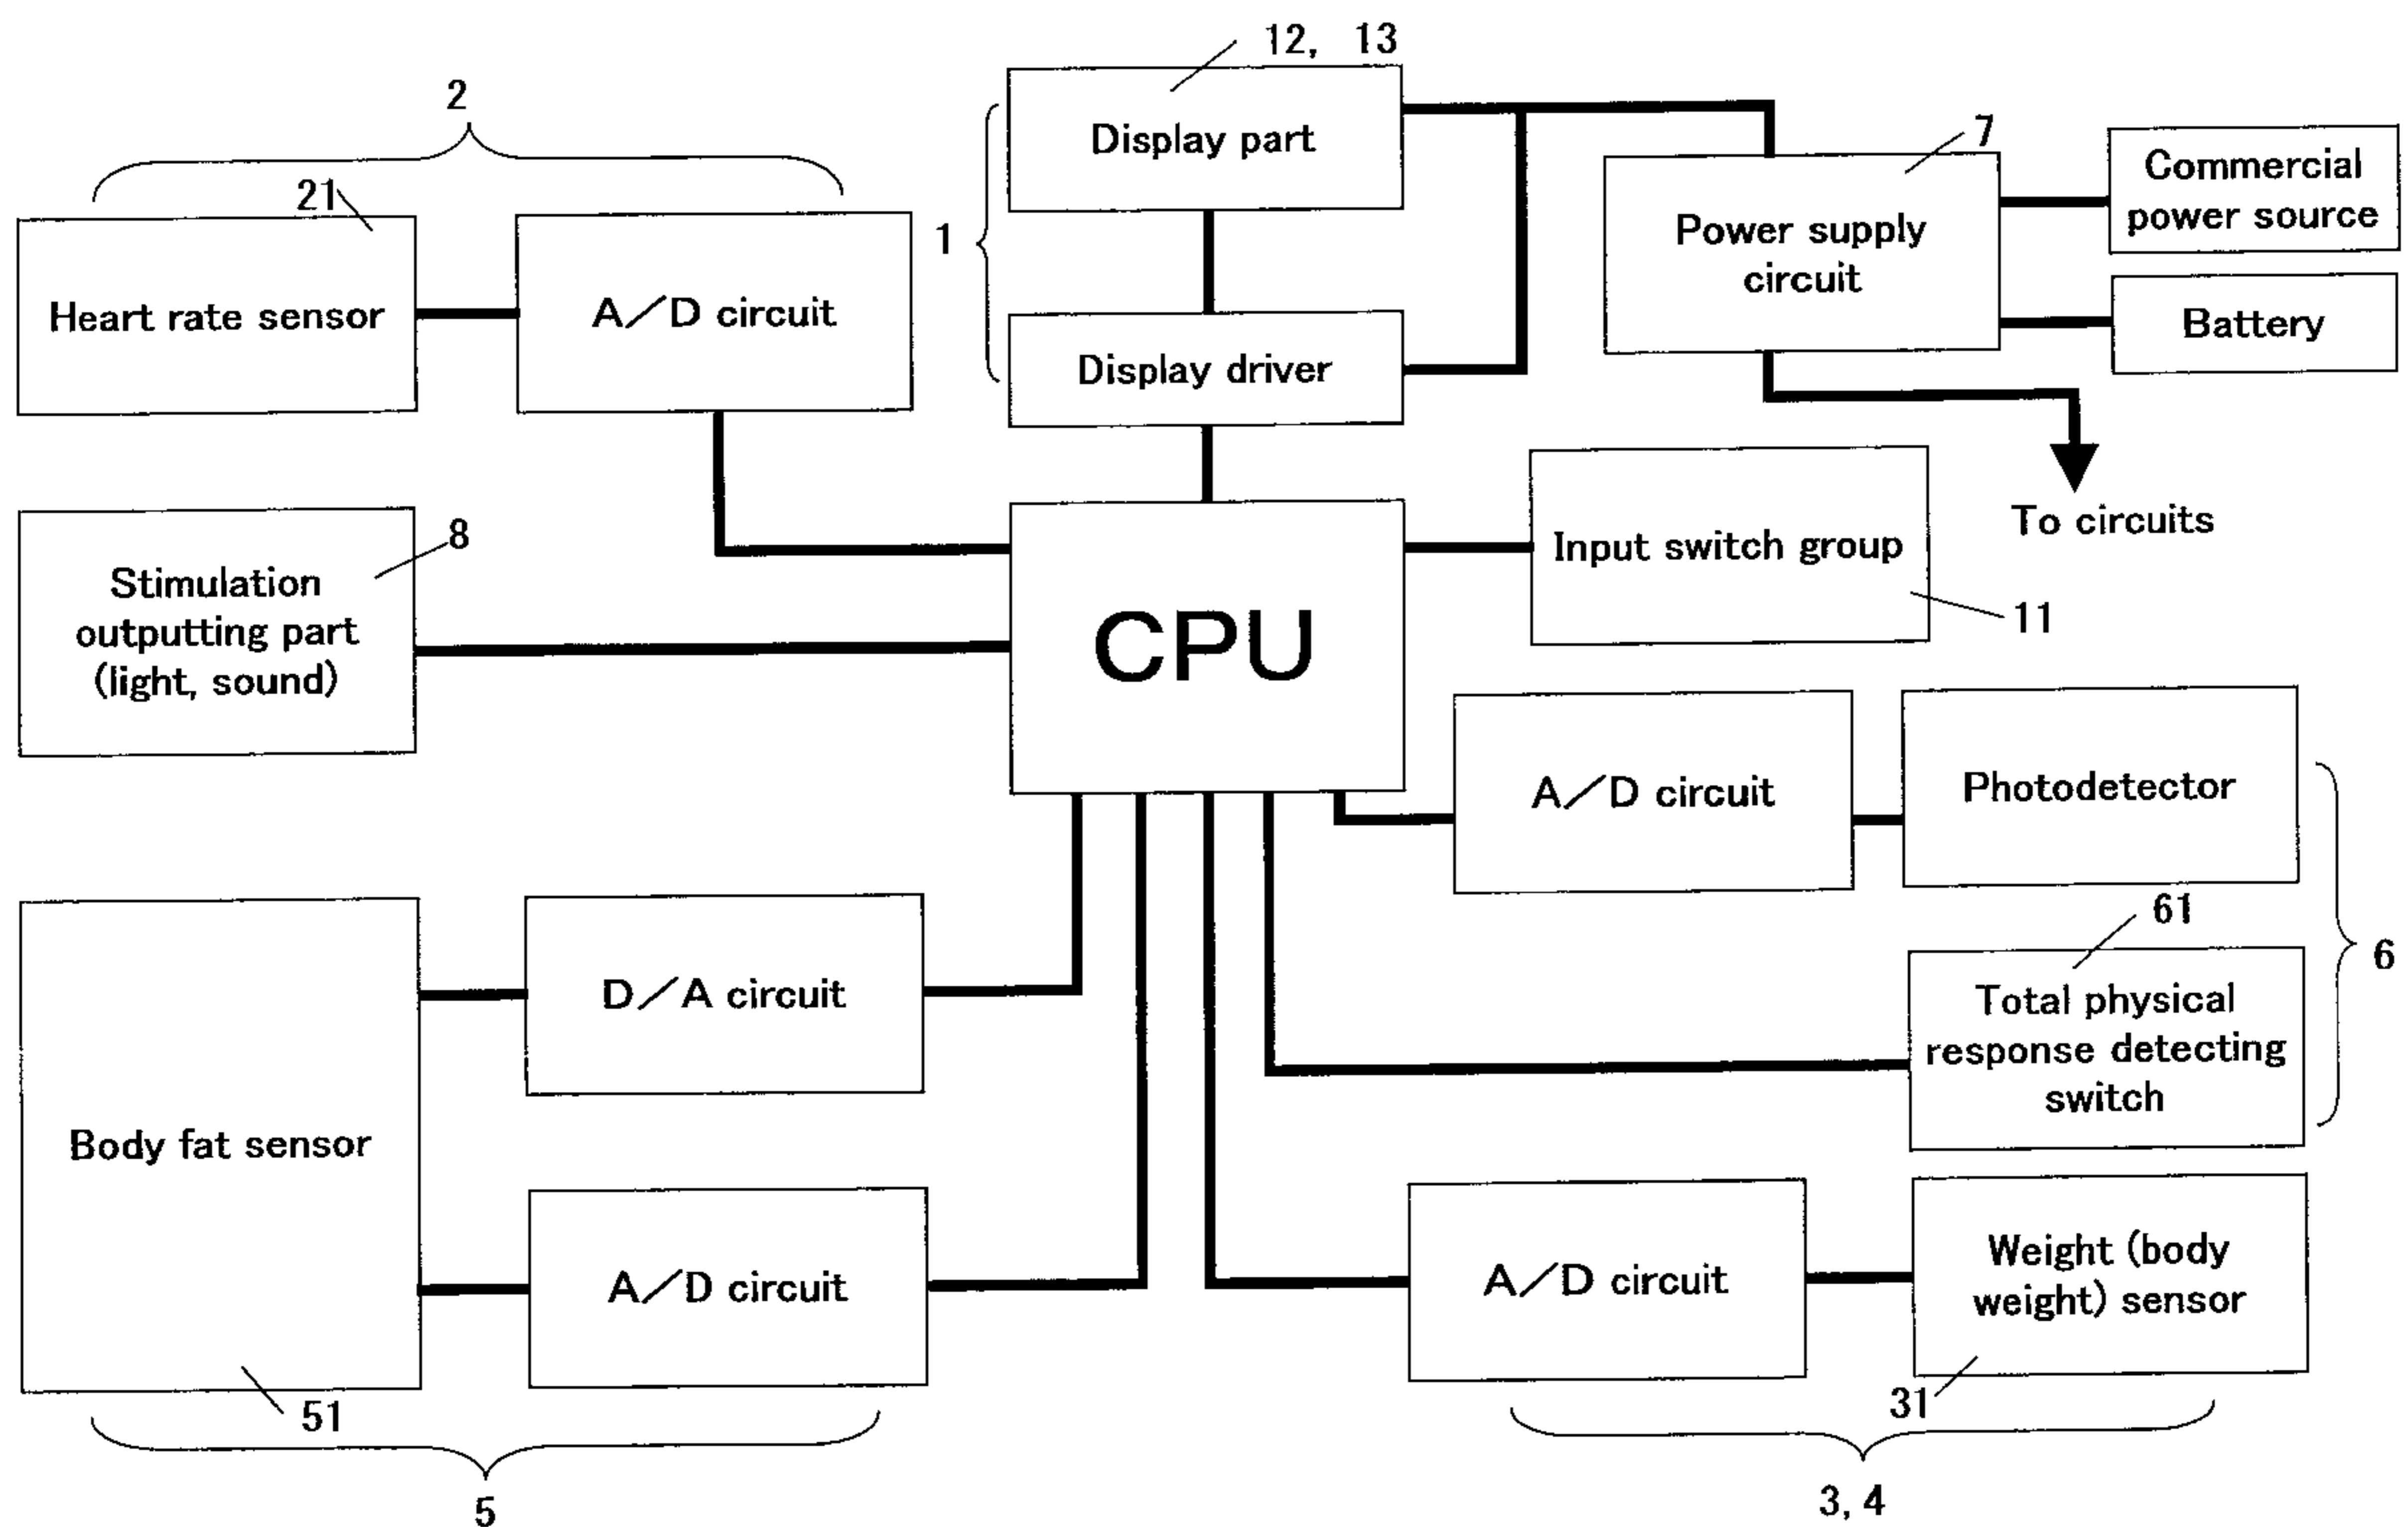 12, 13
2
Display part
7
Commercial
power source
21
1
Power supply
circuit
Heart rate sensor
A/D circuit
Display driver
Battery
8
Stimulation
outputting part
(light, sound)
To circuits
Input switch group
11
CPU
A/D circuit
Photodetector
61
6
D/A circuit
Total physical
response detecting
switch
Body fat sensor
A/D circuit
A/D circuit
Weight (body
weight) sensor
51
31
5
3, 4